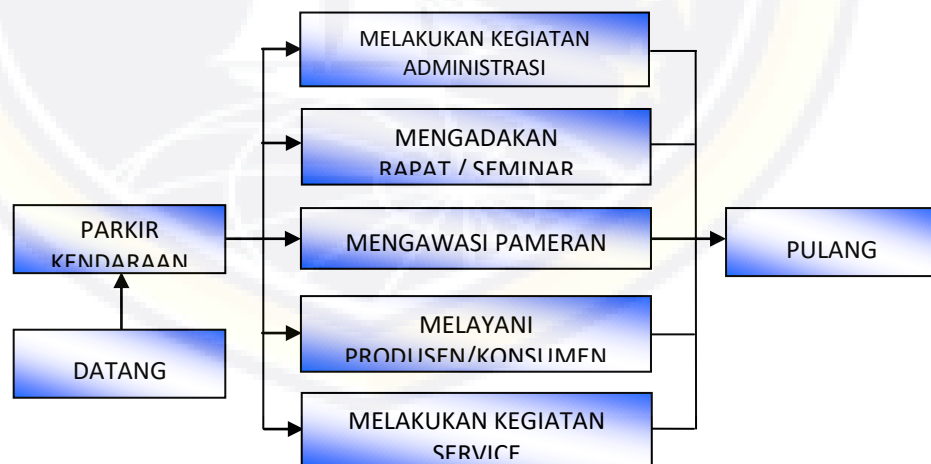 MELAKUKAN KEGIATAN
ADMINISTRASI
MENGADAKAN
RAPAT / SEMINAR
PARKIR
KENDARAAN
MENGAWASI PAMERAN
PULANG
MELAYANI
PRODUSEN/KONSUMEN
DATANG
MELAKUKAN KEGIATAN
SERVICE